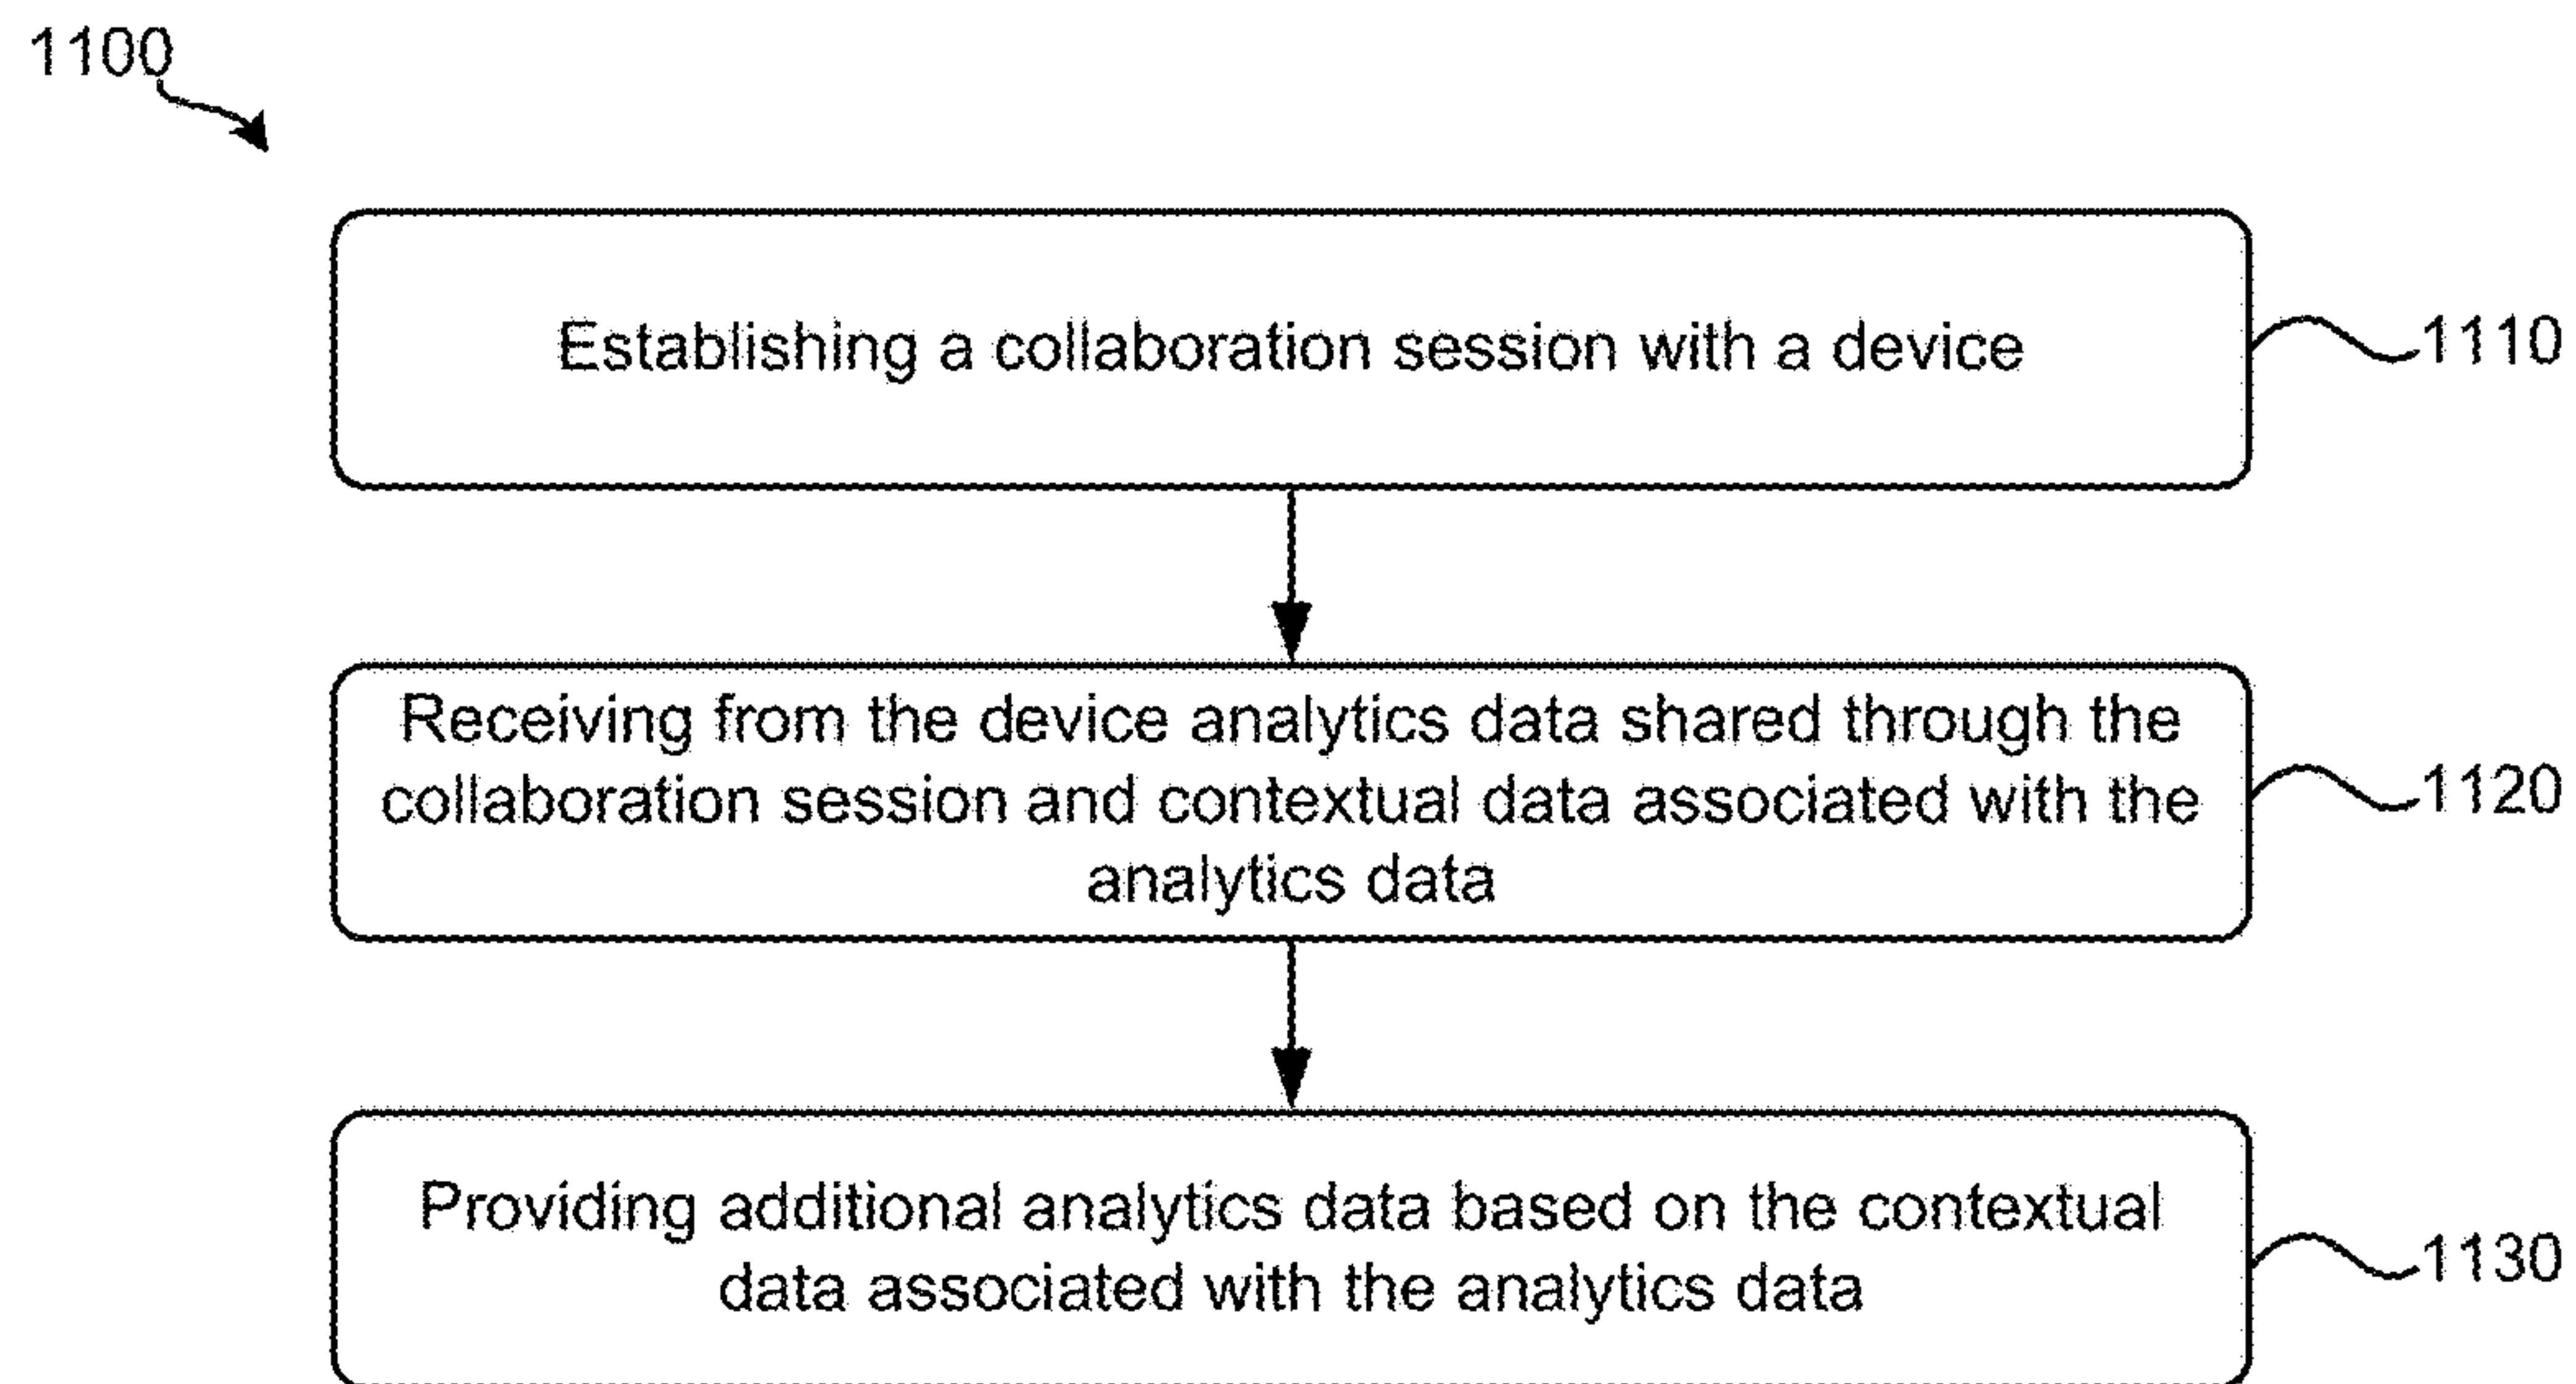 1100
Establishing a collaboration session with a device
1110
Receiving from the device analytics data shared through the
collaboration session and contextual data associated with the
analytics data
1120
Providing additional analytics data based on the contextual
data associated with the analytics data
1130